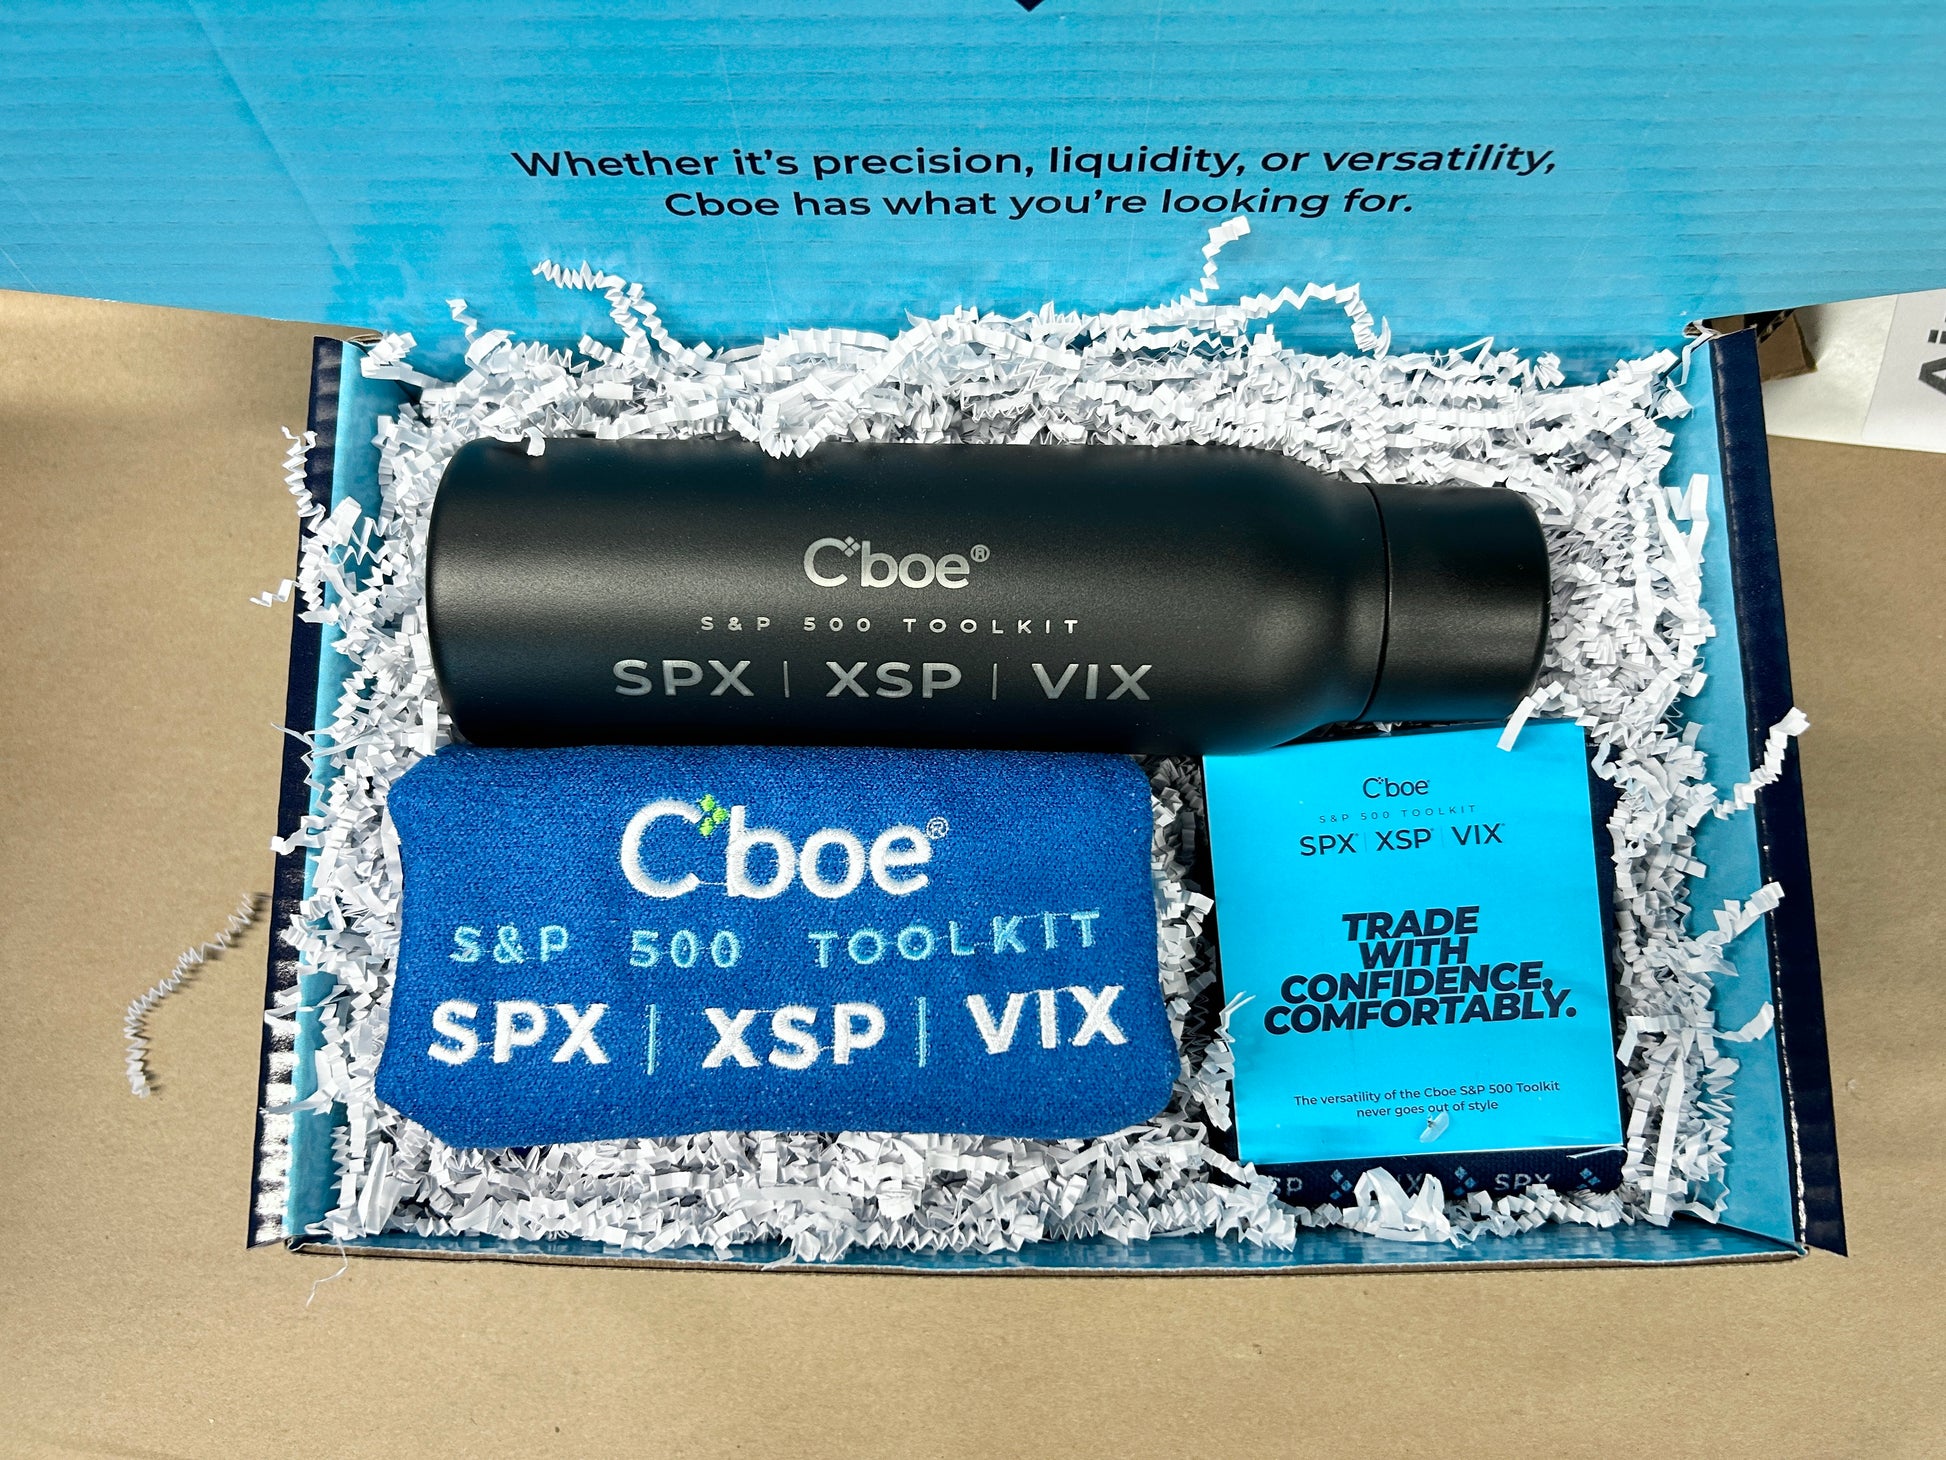 Whether it's precision, liquidity, or versatility,
Cboe has what you're looking for.
Cboe®
S&P 500 TOOLKIT
SPX | XSP | VIX
Cboe®
S&P 500 TOOLKIT
SPX | XSP | VIX
Cboe®
S&P 500 TOOLKIT
SPX® | XSP® | VIX®
TRADE
WITH
CONFIDENCE,
COMFORTABLY.
The versatility of the Cboe S&P 500 Toolkit
never goes out of style
SPX